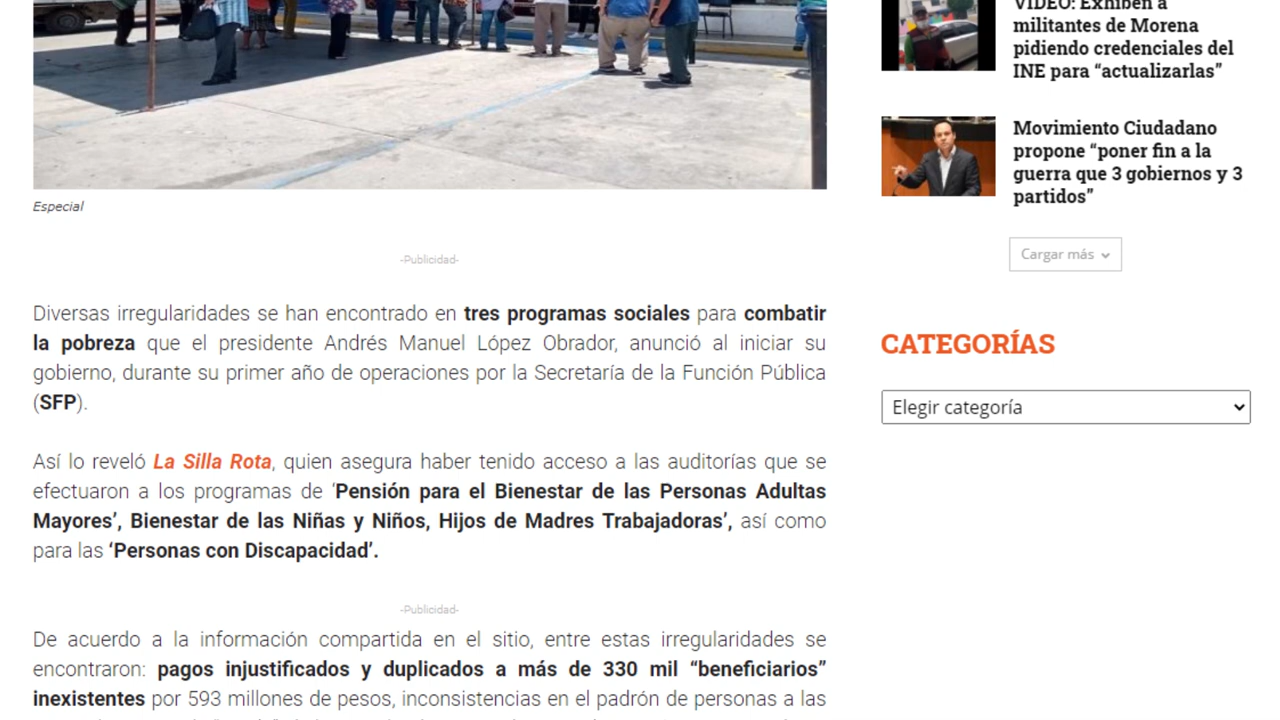 Especial
-Publicidad-
Diversas irregularidades se han encontrado en tres programas sociales para combatir
la pobreza que el presidente Andrés Manuel López Obrador, anunció al iniciar su
gobierno, durante su primer año de operaciones por la Secretaría de la Función Pública
(SFP).
Así lo reveló La Silla Rota, quien asegura haber tenido acceso a las auditorías que se
efectuaron a los programas de ‘Pensión para el Bienestar de las Personas Adultas
Mayores’, Bienestar de las Niñas y Niños, Hijos de Madres Trabajadoras’, así como
para las ‘Personas con Discapacidad’.
-Publicidad-
De acuerdo a la información compartida en el sitio, entre estas irregularidades se
encontraron: pagos injustificados y duplicados a más de 330 mil “beneficiarios”
inexistentes por 593 millones de pesos, inconsistencias en el padrón de personas a las
VIDEO: Exhiben a
militantes de Morena
pidiendo credenciales del
INE para “actualizarlas”
Movimiento Ciudadano
propone “poner fin a la
guerra que 3 gobiernos y 3
partidos”
Cargar más
CATEGORÍAS
Elegir categoría